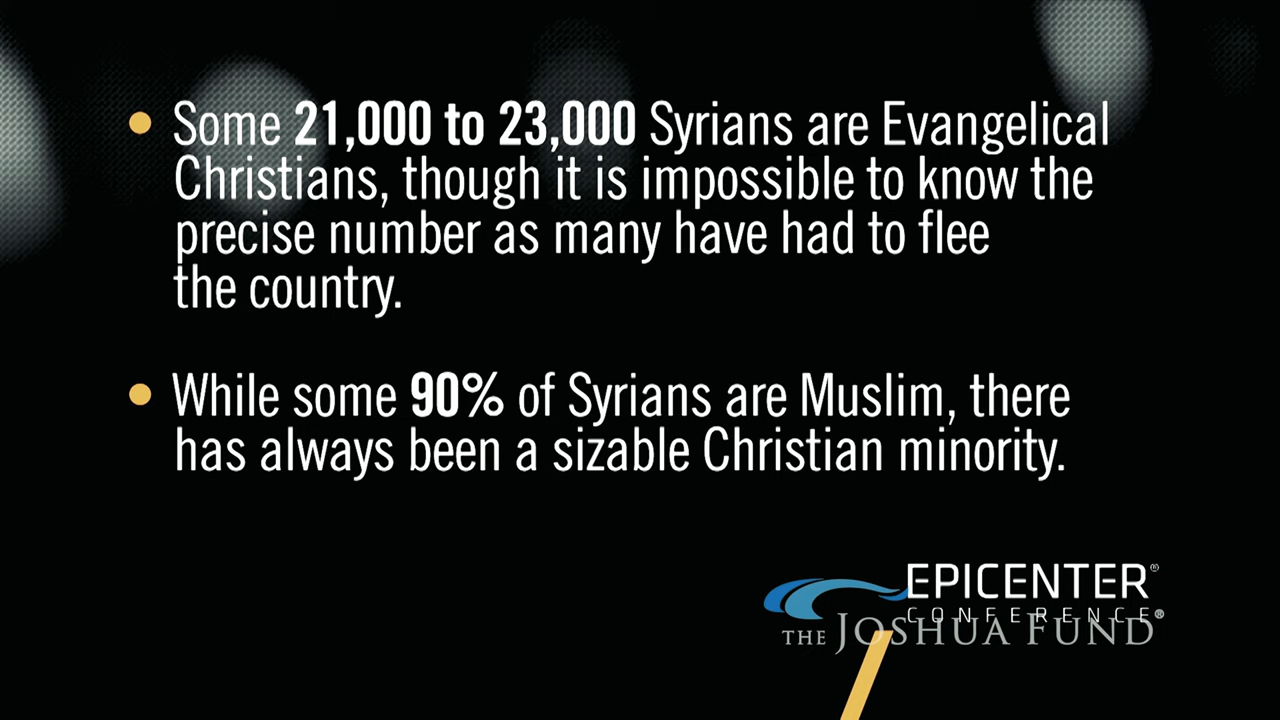 • Some 21,000 to 23,000 Syrians are Evangelical
Christians, though it is impossible to know the
precise number as many have had to flee
the country.
• While some 90% of Syrians are Muslim, there
has always been a sizable Christian minority.
EPICENTER®
CONFERENCE®
THE JOSHUA FUND